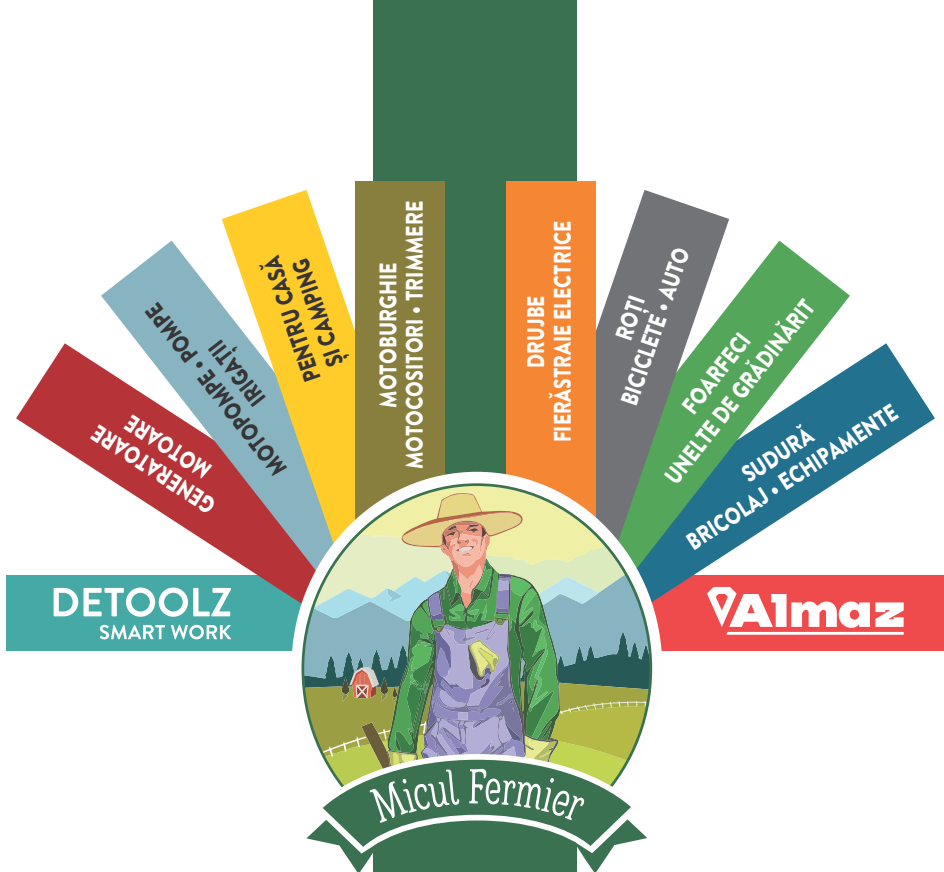 DETOOLZ
SMART WORK
GENERATOARE
MOTOARE
MOTOPOMPE • POMPE
IRIGAȚII
PENTRU CASĂ
ȘI CAMPING
MOTOBURGHIE
MOTOCOSITORI • TRIMMERE
DRUJBE
FIERĂSTRAIE ELECTRICE
ROȚI
BICICLETE • AUTO
FOARFECI
UNELTE DE GRĂDINĂRIT
SUDURĂ
BRICOLAJ • ECHIPAMENTE
Almaz
Micul Fermier